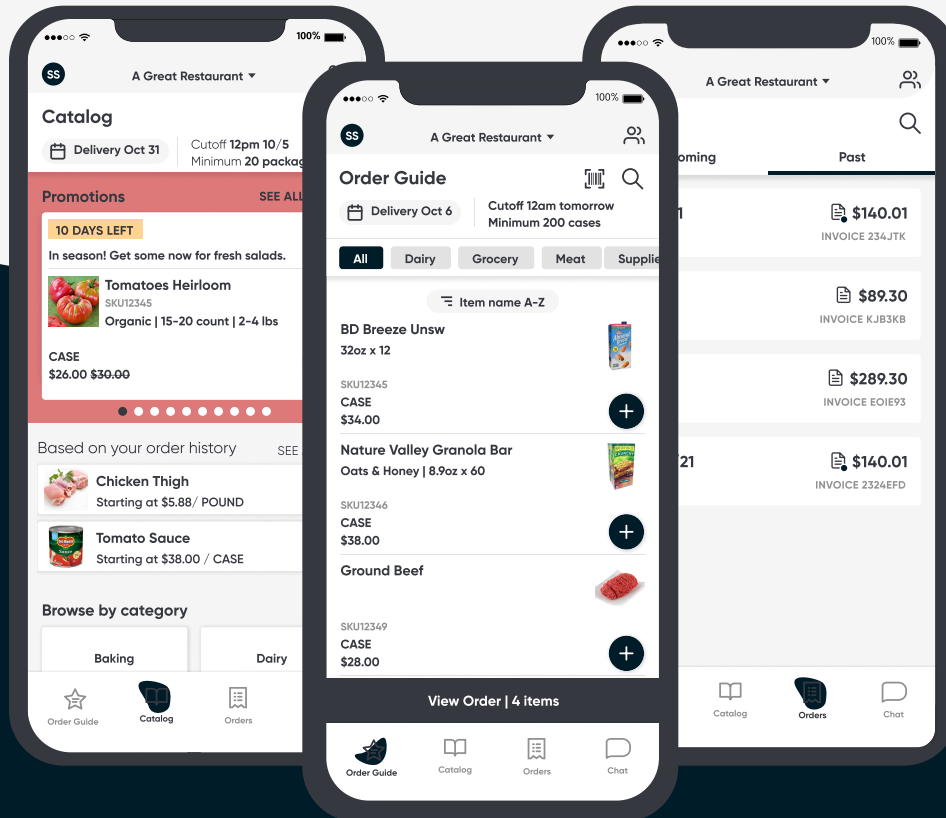 100%
SS
A Great Restaurant
Catalog
Delivery Oct 31
Cutoff 12pm 10/5
Minimum 20 packag
Promotions
SEE ALL
10 DAYS LEFT
In season! Get some now for fresh salads.
Tomatoes Heirloom
SKU12345
Organic | 15-20 count | 2-4 lbs
CASE
$26.00 $30.00
Based on your order history
SEE
Chicken Thigh
Starting at $5.88/ POUND
Tomato Sauce
Starting at $38.00 / CASE
Browse by category
Baking
Dairy
Order Guide
Catalog
Orders
100%
SS
A Great Restaurant
Order Guide
Delivery Oct 6
Cutoff 12am tomorrow
Minimum 200 cases
All
Dairy
Grocery
Meat
Supplie
Item name A-Z
BD Breeze Unsw
32oz x 12
SKU12345
CASE
$34.00
Nature Valley Granola Bar
Oats & Honey | 8.9oz x 60
SKU12346
CASE
$38.00
Ground Beef
SKU12349
CASE
$28.00
View Order | 4 items
Order Guide
Catalog
Orders
Chat
100%
A Great Restaurant
oming
Past
1
$140.01
INVOICE 234JTK
$89.30
INVOICE KJB3KB
$289.30
INVOICE EOIE93
/21
$140.01
INVOICE 2324EFD
Catalog
Orders
Chat